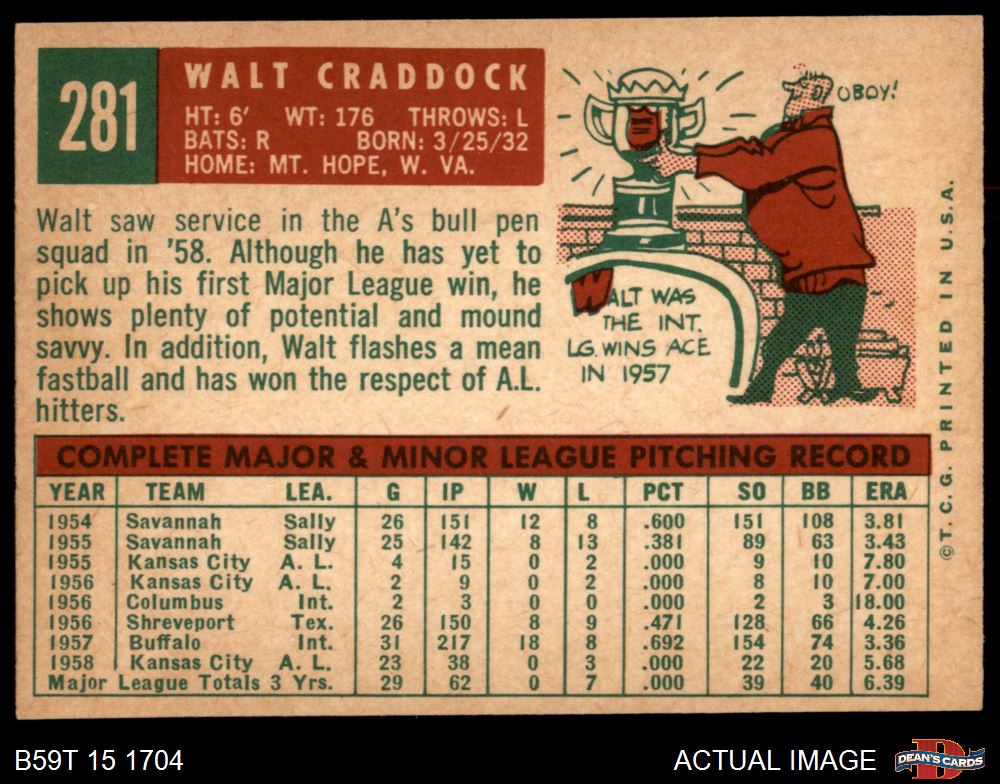 281
WALT CRADDOCK
HT: 6' WT: 176 THROWS: L
BATS: R BORN: 3/25/32
HOME: MT. HOPE, W. VA.
Walt saw service in the A's bull pen
squad in '58. Although he has yet to
pick up his first Major League win, he
shows plenty of potential and mound
savvy. In addition, Walt flashes a mean
fastball and has won the respect of A.L.
hitters.
OBOY!
WALT WAS
THE INT.
LG. WINS ACE
IN 1957
COMPLETE MAJOR & MINOR LEAGUE PITCHING RECORD
YEAR TEAM LEA. G IP W L PCT SO BB ERA
1954 Savannah Sally 26 151 12 8 .600 151 108 3.81
1955 Savannah Sally 25 142 8 13 .381 89 63 3.43
1955 Kansas City A. L. 4 15 0 2 .000 9 10 7.80
1956 Kansas City A. L. 2 9 0 2 .000 8 10 7.00
1956 Columbus Int. 2 3 0 0 .000 2 3 18.00
1956 Shreveport Tex. 26 150 8 9 .471 128 66 4.26
1957 Buffalo Int. 31 217 18 8 .692 154 74 3.36
1958 Kansas City A. L. 23 38 0 3 .000 22 20 5.68
Major League Totals 3 Yrs. 29 62 0 7 .000 39 40 6.39
© T. C. G. PRINTED IN U.S.A.
B59T 15 1704
ACTUAL IMAGE
DEAN'S CARDS